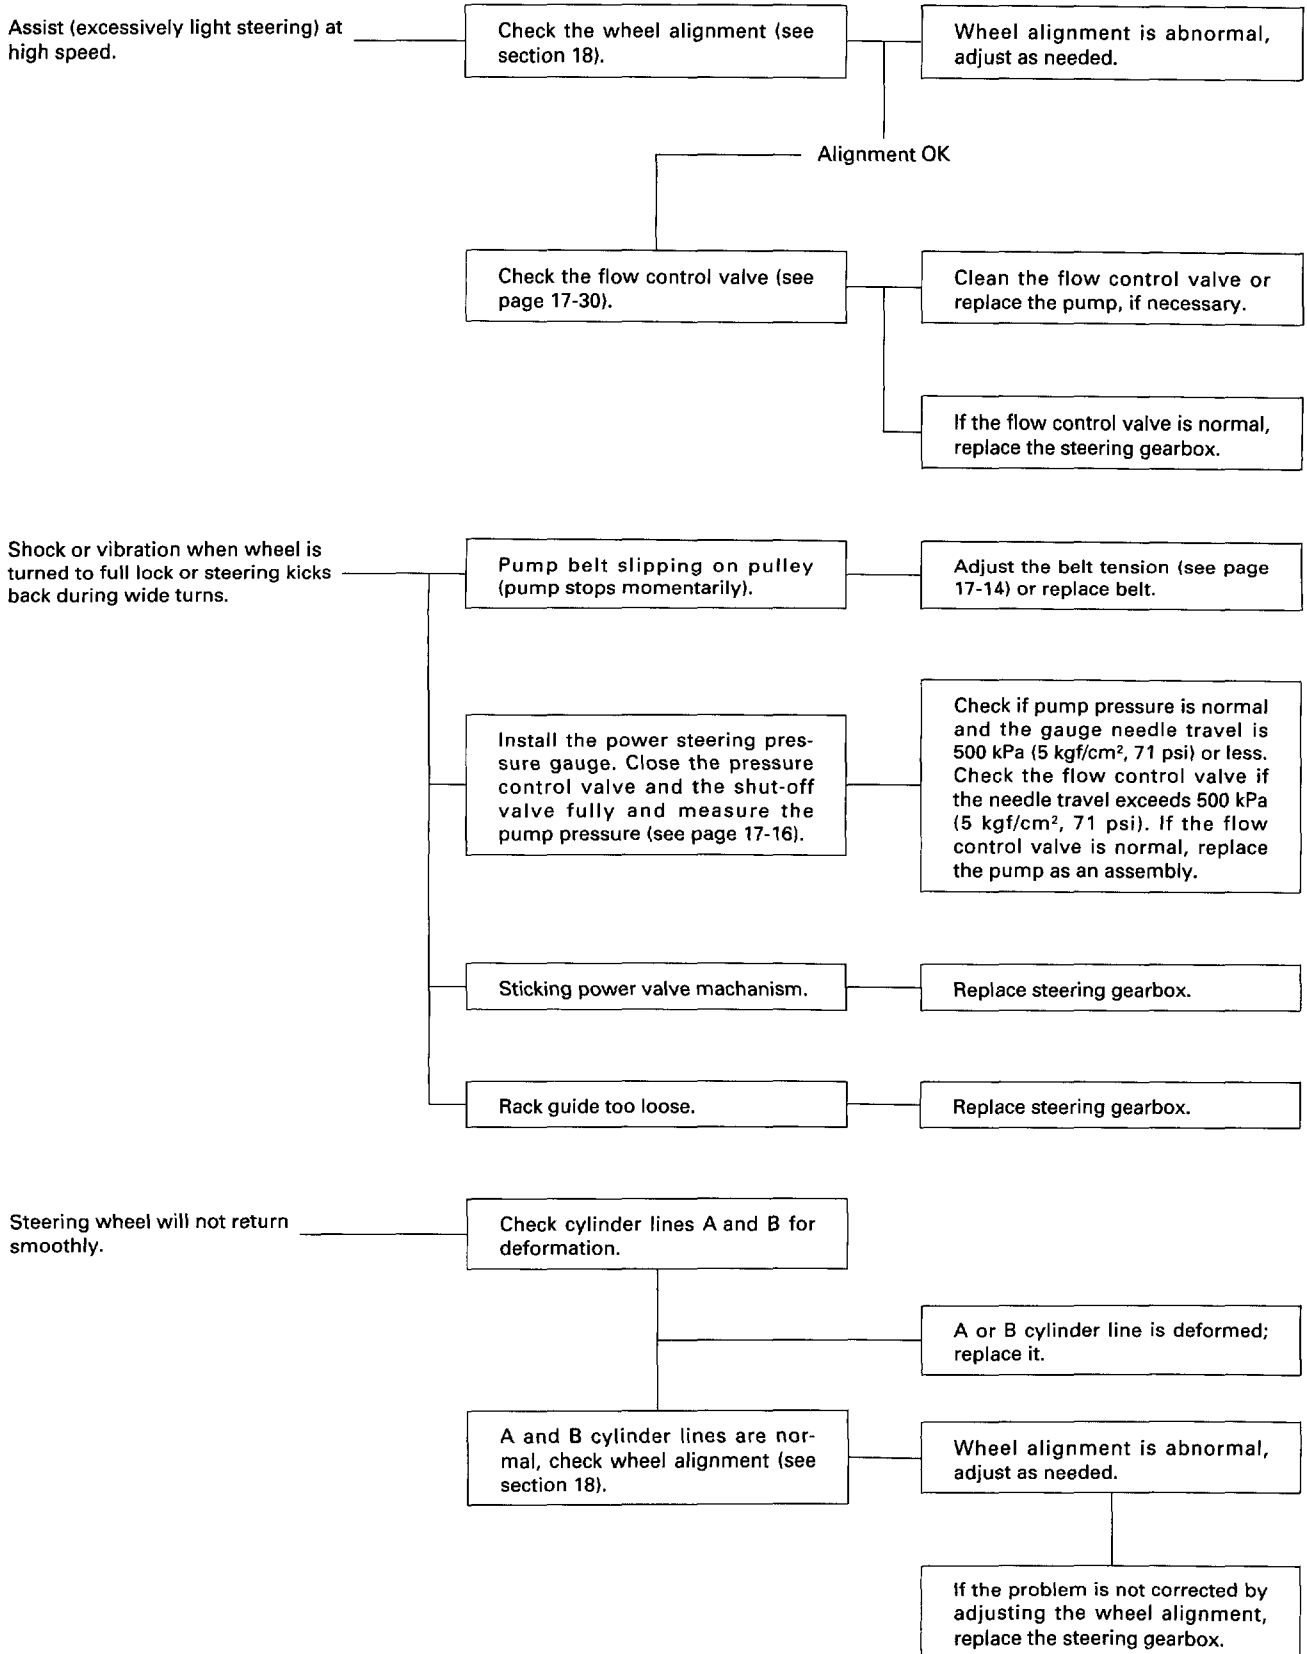 Assist (excessively light steering) at
high speed.
Check the wheel alignment (see
section 18).
Wheel alignment is abnormal,
adjust as needed.
Alignment OK
Check the flow control valve (see
page 17-30).
Clean the flow control valve or
replace the pump, if necessary.
If the flow control valve is normal,
replace the steering gearbox.
Shock or vibration when wheel is
turned to full lock or steering kicks
back during wide turns.
Pump belt slipping on pulley
(pump stops momentarily).
Adjust the belt tension (see page
17-14) or replace belt.
Install the power steering pres-
sure gauge. Close the pressure
control valve and the shut-off
valve fully and measure the
pump pressure (see page 17-16).
Check if pump pressure is normal
and the gauge needle travel is
500 kPa (5 kgf/cm², 71 psi) or less.
Check the flow control valve if
the needle travel exceeds 500 kPa
(5 kgf/cm², 71 psi). If the flow
control valve is normal, replace
the pump as an assembly.
Sticking power valve machanism.
Replace steering gearbox.
Rack guide too loose.
Replace steering gearbox.
Steering wheel will not return
smoothly.
Check cylinder lines A and B for
deformation.
A or B cylinder line is deformed;
replace it.
A and B cylinder lines are nor-
mal, check wheel alignment (see
section 18).
Wheel alignment is abnormal,
adjust as needed.
If the problem is not corrected by
adjusting the wheel alignment,
replace the steering gearbox.